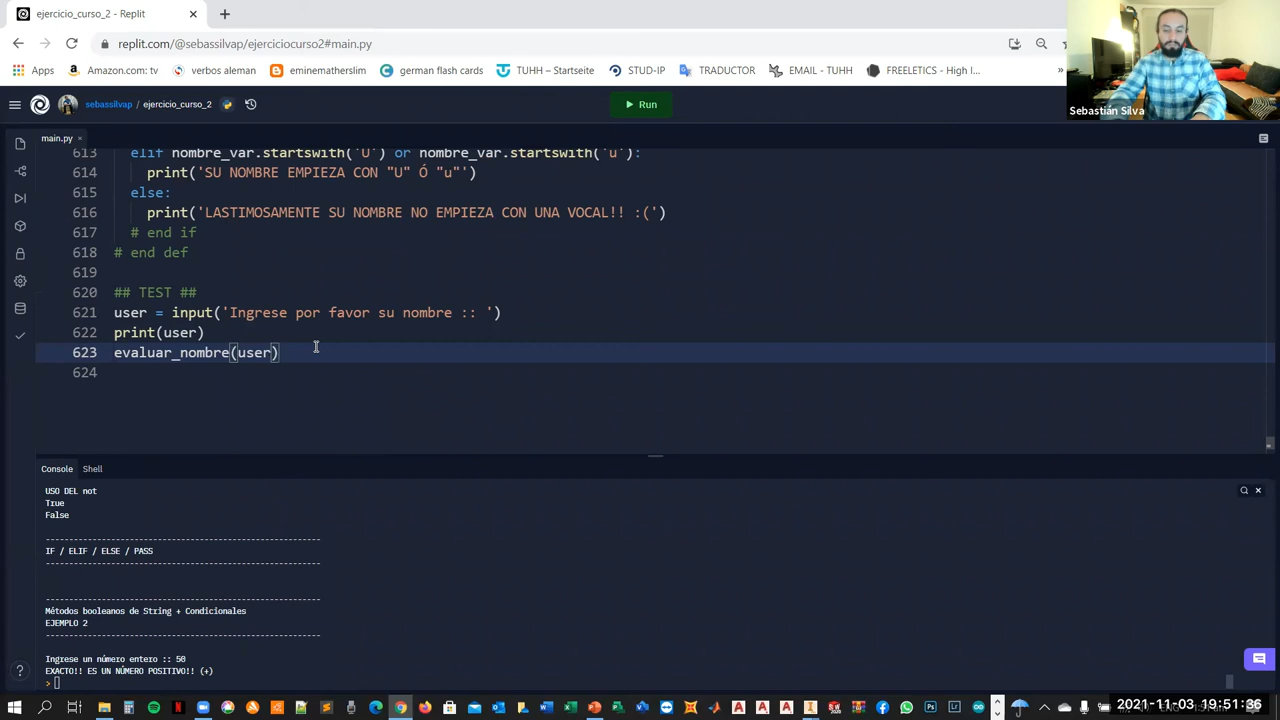 ejercicio_curso_2 - Replit
replit.com/@sebassilvap/ejerciciocurso2#main.py
Apps
Amazon.com: tv
verbos aleman
eminemathslim
german flash cards
TUHH – Startseite
STUD-IP
TRADUCTOR
EMAIL - TUHH
FREELETICS - High I...
»
Sebastián Silva
sebassilvap / ejercicio_curso_2
Run
main.py
613 elif nombre_var.startswith('U') or nombre_var.startswith('u'):
614 print('SU NOMBRE EMPIEZA CON "U" Ó "u"')
615 else:
616 print('LASTIMOSAMENTE SU NOMBRE NO EMPIEZA CON UNA VOCAL!! :(')
617 # end if
618 # end def
619
620 ## TEST ##
621 user = input('Ingrese por favor su nombre :: ')
622 print(user)
623 evaluar_nombre(user)
624
Console Shell
USO DEL not
True
False
------------------------------------------------------
IF / ELIF / ELSE / PASS
------------------------------------------------------
------------------------------------------------------
Métodos booleanos de String + Condicionales
EJEMPLO 2
------------------------------------------------------
Ingrese un número entero :: 50
EXACTO!! ES UN NÚMERO POSITIVO!! (+)
>
2021-11-03 19:51:36